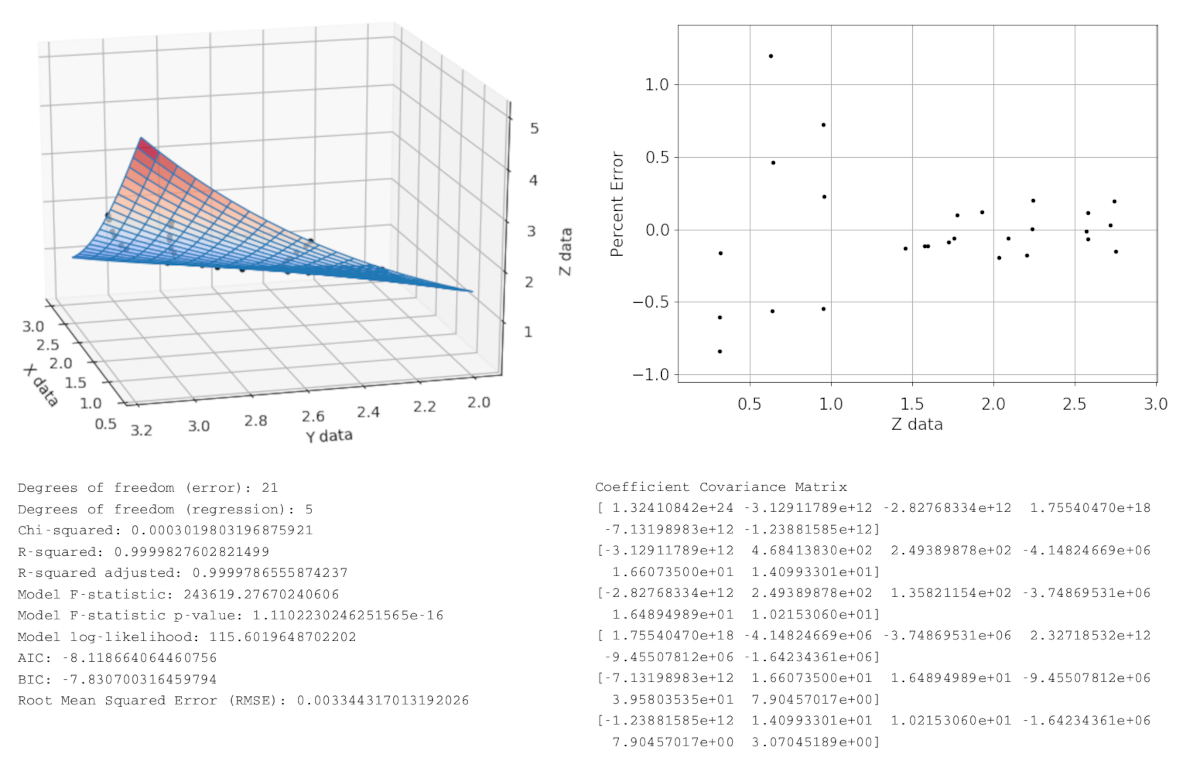 5
4
3
2
1
Z data
3.0
2.5
2.0
1.5
1.0
0.5
X data
3.2
3.0
2.8
2.6
2.4
2.2
2.0
Y data
1.0
0.5
0.0
−0.5
−1.0
Percent Error
0.5
1.0
1.5
2.0
2.5
3.0
Z data
Degrees of freedom (error): 21
Degrees of freedom (regression): 5
Chi-squared: 0.0003019803196875921
R-squared: 0.9999827602821499
R-squared adjusted: 0.9999786555874237
Model F-statistic: 243619.27670240606
Model F-statistic p-value: 1.1102230246251565e-16
Model log-likelihood: 115.6019648702202
AIC: -8.118664064460756
BIC: -7.830700316459794
Root Mean Squared Error (RMSE): 0.003344317013192026
Coefficient Covariance Matrix
[ 1.32410842e+24 -3.12911789e+12 -2.82768334e+12 1.75540470e+18
-7.13198983e+12 -1.23881585e+12]
[-3.12911789e+12 4.68413830e+02 2.49389878e+02 -4.14824669e+06
1.66073500e+01 1.40993301e+01]
[-2.82768334e+12 2.49389878e+02 1.35821154e+02 -3.74869531e+06
1.64894989e+01 1.02153060e+01]
[ 1.75540470e+18 -4.14824669e+06 -3.74869531e+06 2.32718532e+12
-9.45507812e+06 -1.64234361e+06]
[-7.13198983e+12 1.66073500e+01 1.64894989e+01 -9.45507812e+06
3.95803535e+01 7.90457017e+00]
[-1.23881585e+12 1.40993301e+01 1.02153060e+01 -1.64234361e+06
7.90457017e+00 3.07045189e+00]